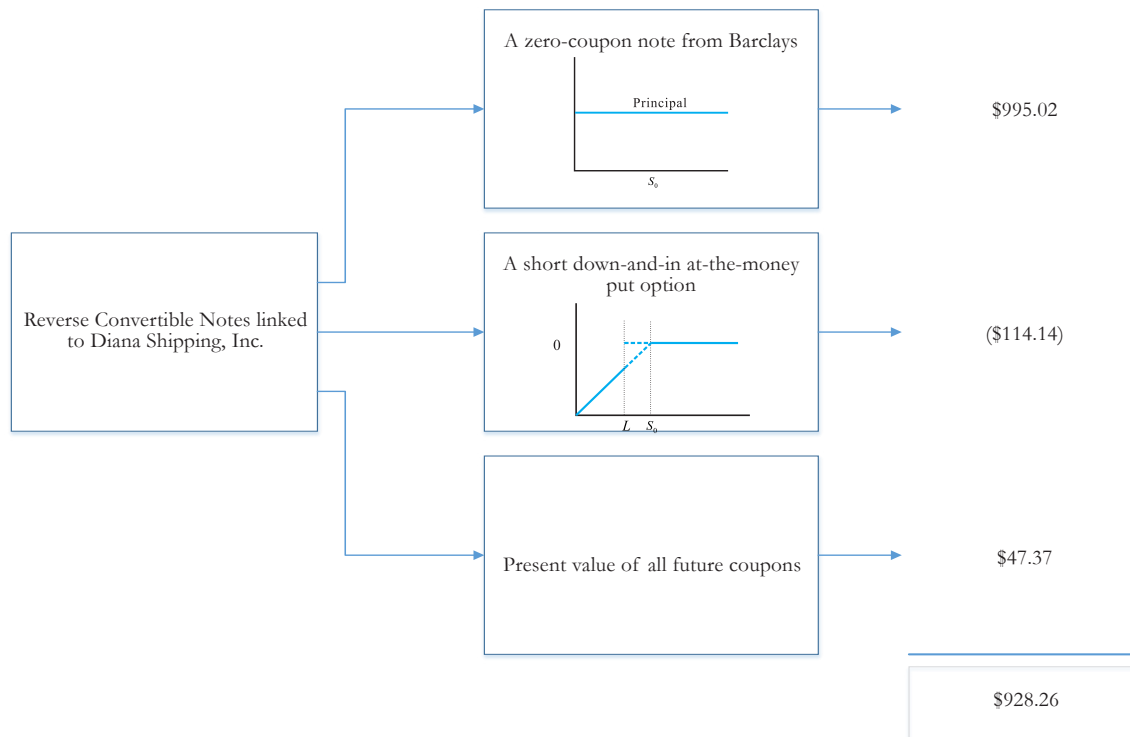 A zero-coupon note from Barclays
Principal
S₀
$995.02
Reverse Convertible Notes linked
to Diana Shipping, Inc.
A short down-and-in at-the-money
put option
0
L S₀
($114.14)
Present value of all future coupons
$47.37
$928.26